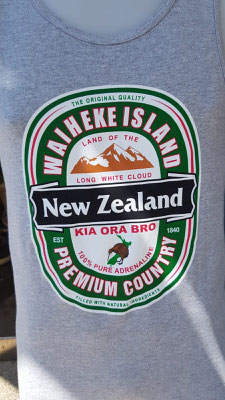 THE ORIGINAL QUALITY
WAIHEKE ISLAND
LAND OF THE
LONG WHITE CLOUD
New Zealand
KIA ORA BRO
EST
1840
100% PURE ADRENALINE
PREMIUM COUNTRY
FILLED WITH NATURAL INGREDIENTS